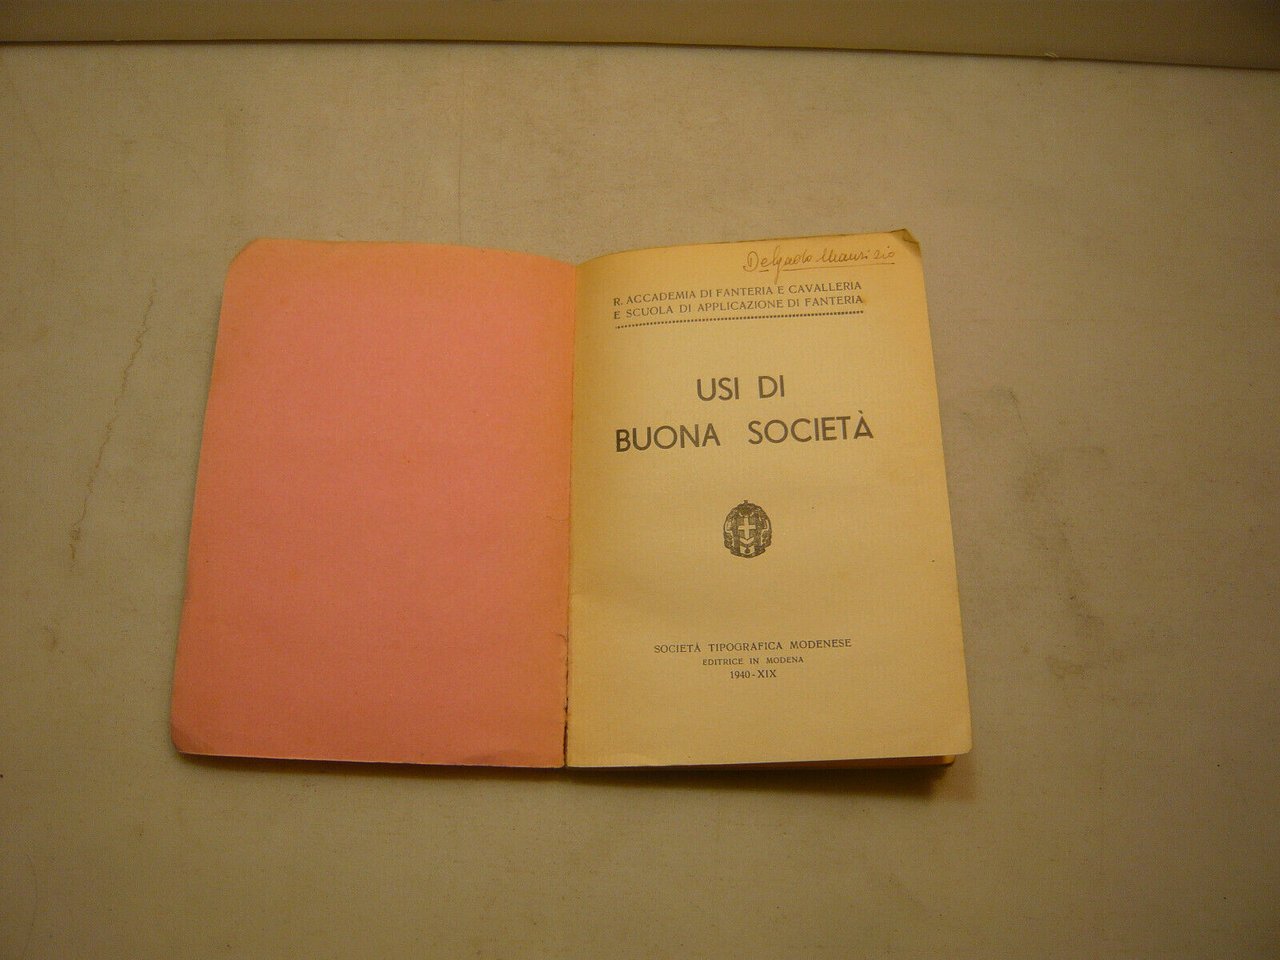 Delgado Maurizio
R. ACCADEMIA DI FANTERIA E CAVALLERIA
E SCUOLA DI APPLICAZIONE DI FANTERIA
USI DI
BUONA SOCIETÀ
SOCIETÀ TIPOGRAFICA MODENESE
EDITRICE IN MODENA
1940-XIX